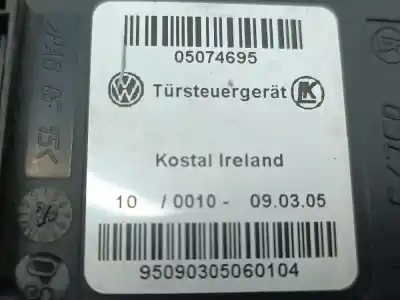 05074695
Türsteuergerät
Kostal Ireland
10 / 0010 - 09.03.05
95090305060104